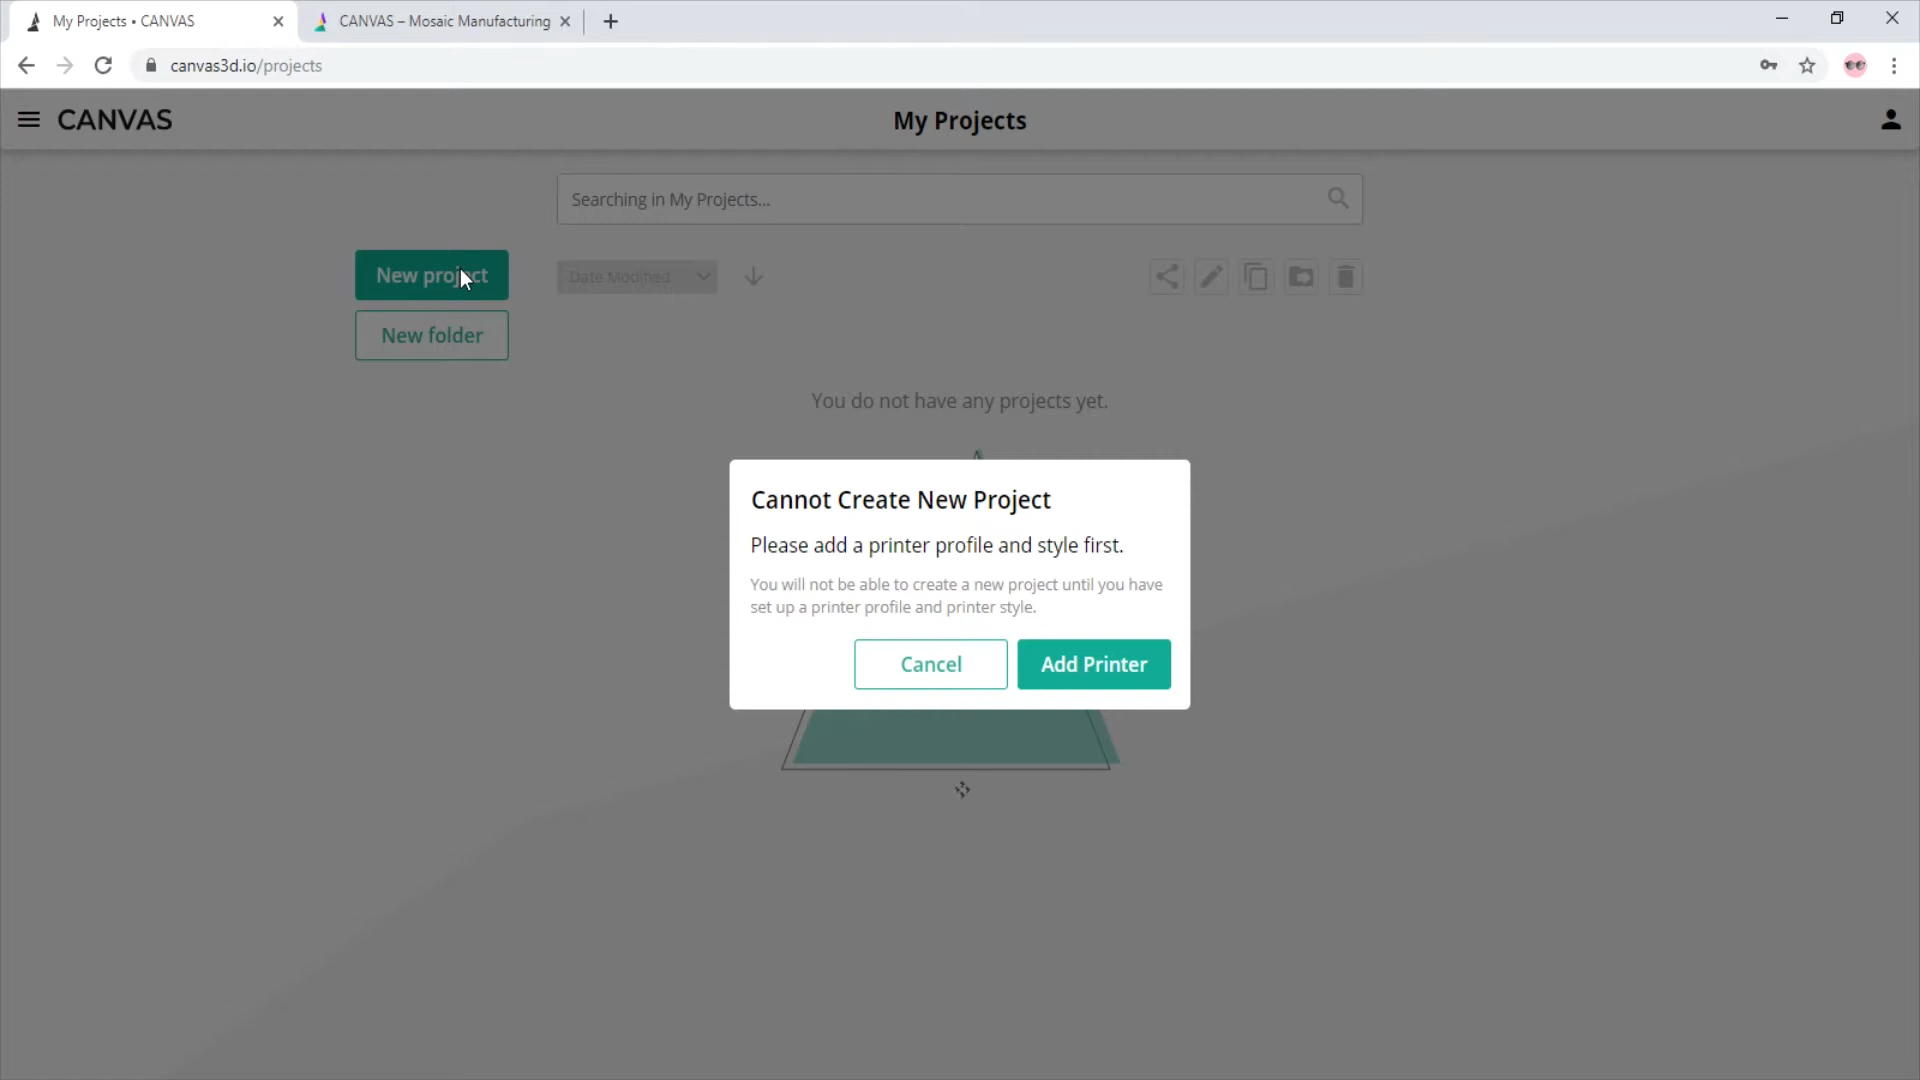 My Projects • CANVAS
CANVAS – Mosaic Manufacturing
canvas3d.io/projects
CANVAS
My Projects
Searching in My Projects...
New project
Date Modified
New folder
You do not have any projects yet.
Cannot Create New Project
Please add a printer profile and style first.
You will not be able to create a new project until you have
set up a printer profile and printer style.
Cancel
Add Printer